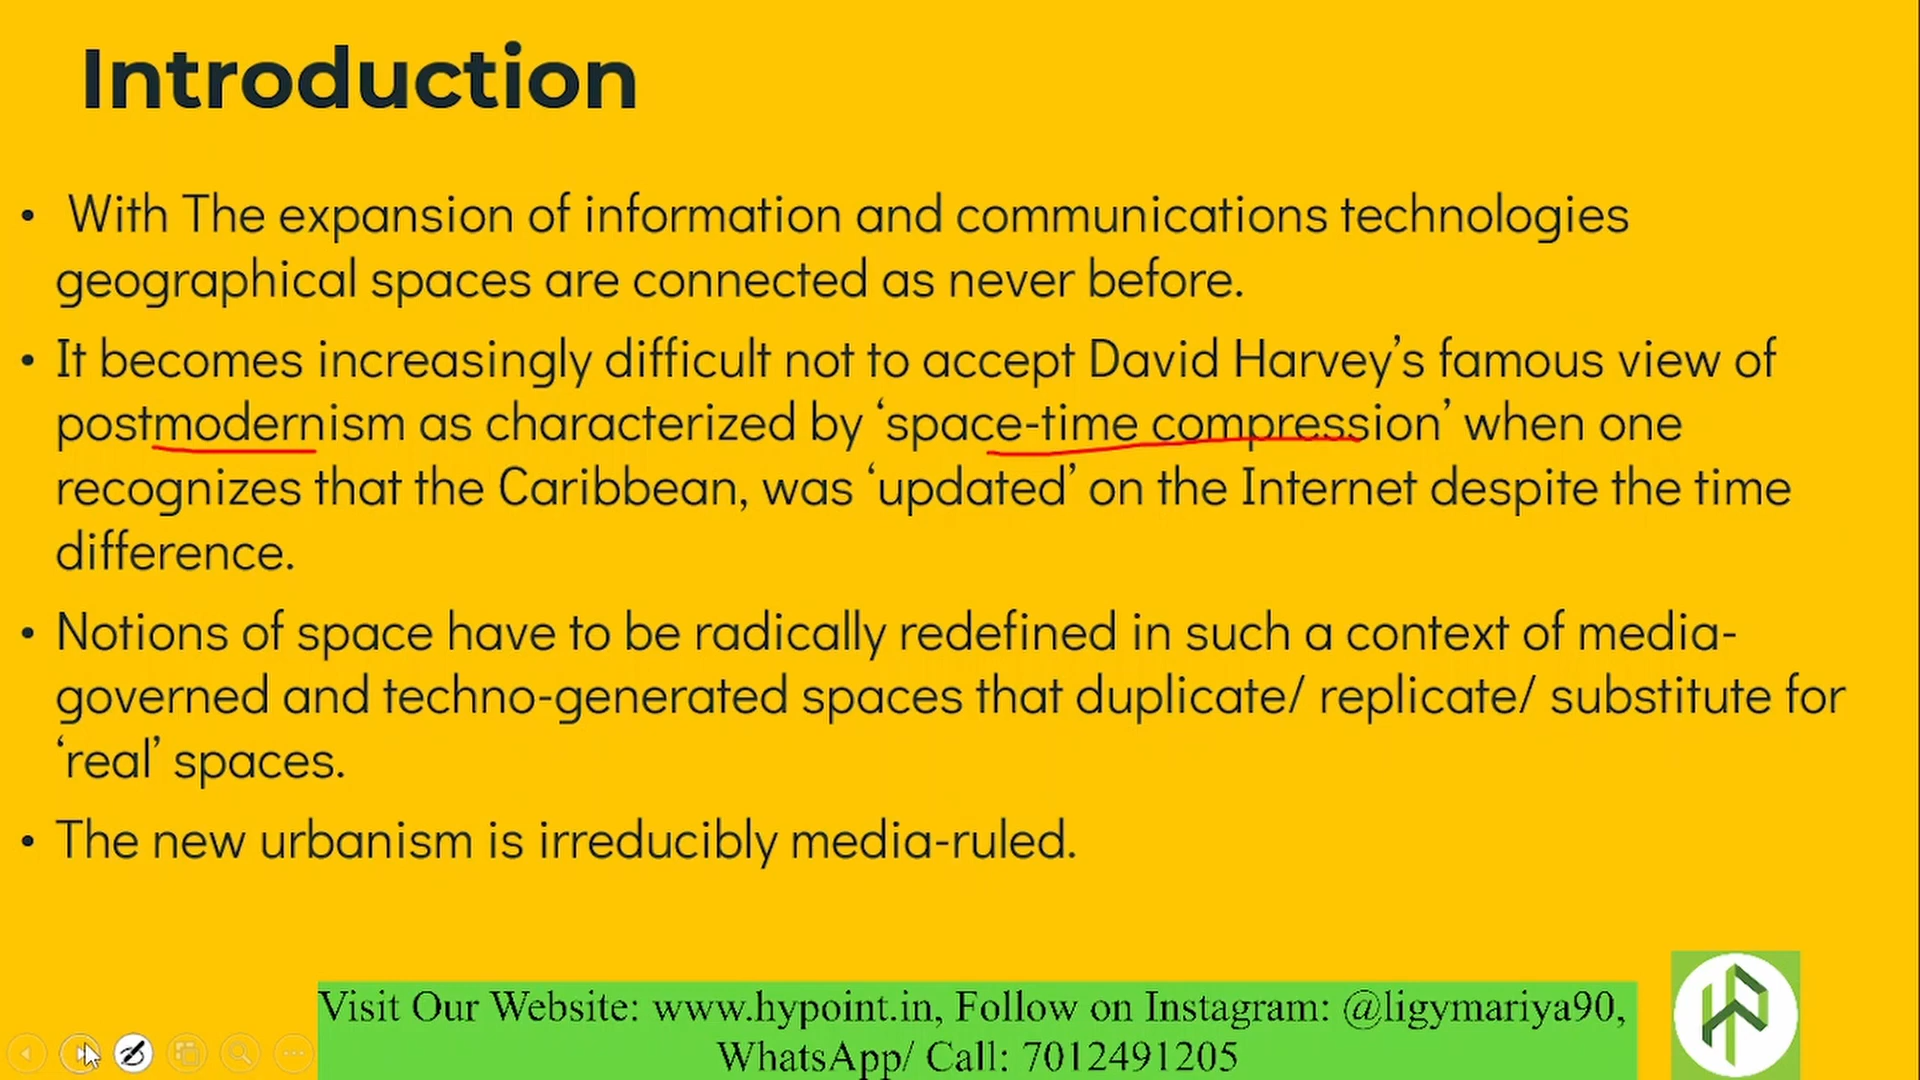 Introduction
• With The expansion of information and communications technologies
geographical spaces are connected as never before.
• It becomes increasingly difficult not to accept David Harvey’s famous view of
postmodernism as characterized by ‘space-time compression’ when one
recognizes that the Caribbean, was ‘updated’ on the Internet despite the time
difference.
• Notions of space have to be radically redefined in such a context of media-
governed and techno-generated spaces that duplicate/ replicate/ substitute for
‘real’ spaces.
• The new urbanism is irreducibly media-ruled.
Visit Our Website: www.hypoint.in, Follow on Instagram: @ligymariya90,
WhatsApp/ Call: 7012491205